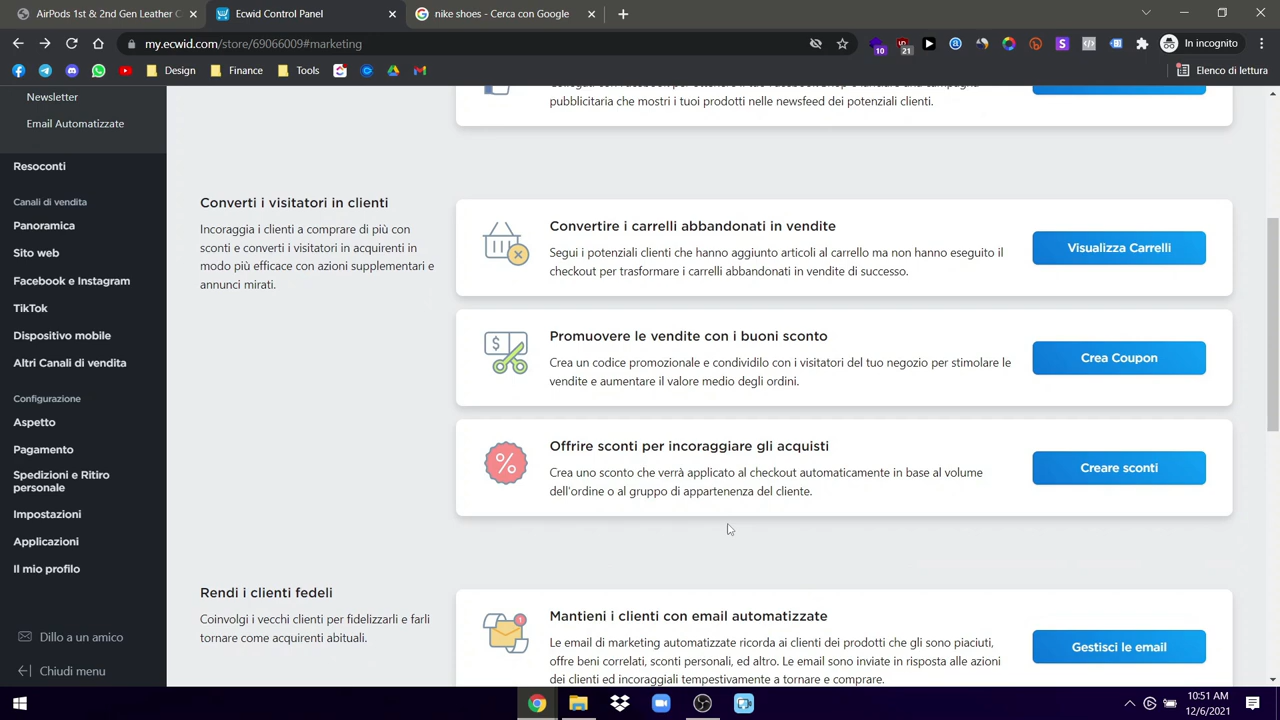 AirPods 1st & 2nd Gen Leather C
Ecwid Control Panel
nike shoes - Cerca con Google
my.ecwid.com/store/69066009#marketing
10
21
In incognito
Design
Finance
Tools
Elenco di lettura
Newsletter
Email Automatizzate
Resoconti
Canali di vendita
Panoramica
Sito web
Facebook e Instagram
TikTok
Dispositivo mobile
Altri Canali di vendita
Configurazione
Aspetto
Pagamento
Spedizioni e Ritiro
personale
Impostazioni
Applicazioni
Il mio profilo
Dillo a un amico
Chiudi menu
pubblicitaria che mostri i tuoi prodotti nelle newsfeed dei potenziali clienti.
Converti i visitatori in clienti
Incoraggia i clienti a comprare di più con
sconti e converti i visitatori in acquirenti in
modo più efficace con azioni supplementari e
annunci mirati.
Convertire i carrelli abbandonati in vendite
Segui i potenziali clienti che hanno aggiunto articoli al carrello ma non hanno eseguito il
checkout per trasformare i carrelli abbandonati in vendite di successo.
Visualizza Carrelli
Promuovere le vendite con i buoni sconto
Crea un codice promozionale e condividilo con i visitatori del tuo negozio per stimolare le
vendite e aumentare il valore medio degli ordini.
Crea Coupon
Offrire sconti per incoraggiare gli acquisti
Crea uno sconto che verrà applicato al checkout automaticamente in base al volume
dell'ordine o al gruppo di appartenenza del cliente.
Creare sconti
Rendi i clienti fedeli
Coinvolgi i vecchi clienti per fidelizzarli e farli
tornare come acquirenti abituali.
Mantieni i clienti con email automatizzate
Le email di marketing automatizzate ricorda ai clienti dei prodotti che gli sono piaciuti,
offre beni correlati, sconti personali, ed altro. Le email sono inviate in risposta alle azioni
dei clienti ed incoraggiali tempestivamente a tornare e comprare.
Gestisci le email
10:51 AM
12/6/2021